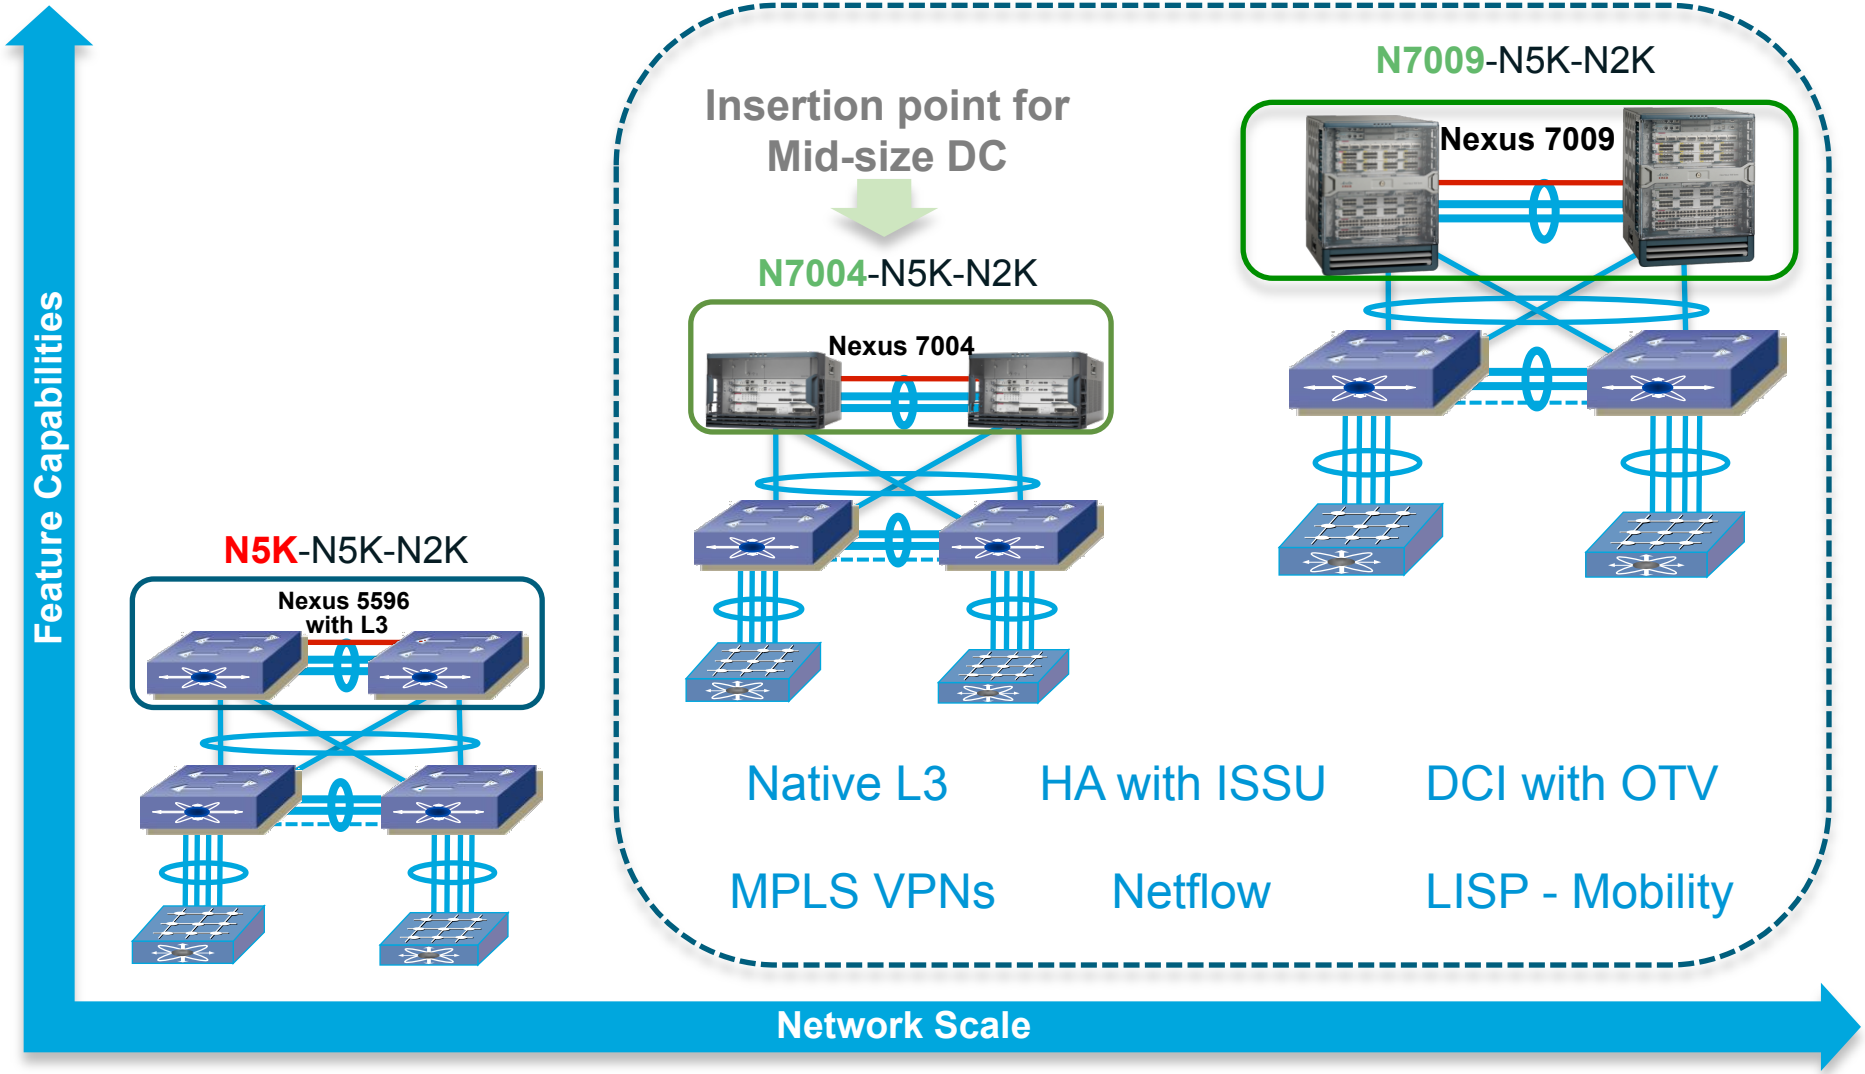 N7009-N5K-N2K
Insertion point for
Mid-size DC
Nexus 7009
N7004-N5K-N2K
Nexus 7004
Feature Capabilities
N5K-N5K-N2K
Nexus 5596
with L3
Native L3
HA with ISSU
DCI with OTV
MPLS VPNs
Netflow
LISP - Mobility
Network Scale